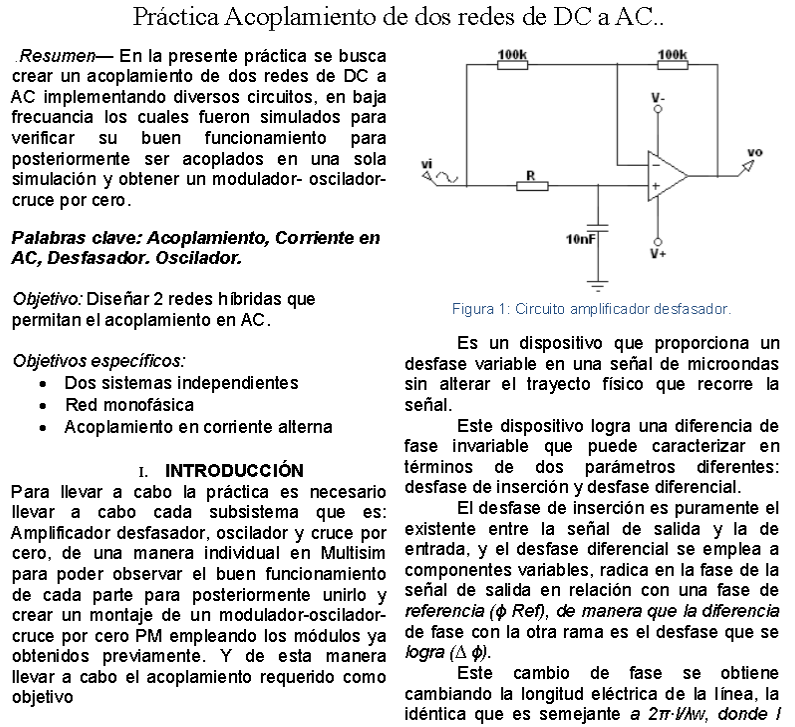 Práctica Acoplamiento de dos redes de DC a AC..
.Resumen— En la presente práctica se busca
crear un acoplamiento de dos redes de DC a
AC implementando diversos circuitos, en baja
frecuencia los cuales fueron simulados para
verificar su buen funcionamiento para
posteriormente ser acoplados en una sola
simulación y obtener un modulador- oscilador-
cruce por cero.
Palabras clave: Acoplamiento, Corriente en
AC, Desfasador. Oscilador.
Objetivo: Diseñar 2 redes híbridas que
permitan el acoplamiento en AC.
Objetivos específicos:
• Dos sistemas independientes
• Red monofásica
• Acoplamiento en corriente alterna
I. INTRODUCCIÓN
Para llevar a cabo la práctica es necesario
llevar a cabo cada subsistema que es:
Amplificador desfasador, oscilador y cruce por
cero, de una manera individual en Multisim
para poder observar el buen funcionamiento
de cada parte para posteriormente unirlo y
crear un montaje de un modulador-oscilador-
cruce por cero PM empleando los módulos ya
obtenidos previamente. Y de esta manera
llevar a cabo el acoplamiento requerido como
objetivo
100k 100k
V-
vi
vo
R
-
+
10nF
V+
Figura 1: Circuito amplificador desfasador.
Es un dispositivo que proporciona un
desfase variable en una señal de microondas
sin alterar el trayecto físico que recorre la
señal.
Este dispositivo logra una diferencia de
fase invariable que puede caracterizar en
términos de dos parámetros diferentes:
desfase de inserción y desfase diferencial.
El desfase de inserción es puramente el
existente entre la señal de salida y la de
entrada, y el desfase diferencial se emplea a
componentes variables, radica en la fase de la
señal de salida en relación con una fase de
referencia (ϕ Ref), de manera que la diferencia
de fase con la otra rama es el desfase que se
logra (∆ ϕ).
Este cambio de fase se obtiene
cambiando la longitud eléctrica de la línea, la
idéntica que es semejante a 2π·l/λw, donde l